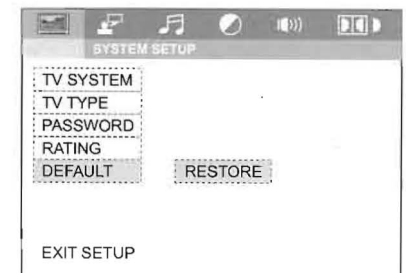 SYSTEM SETUP
TV SYSTEM
TV TYPE
PASSWORD
RATING
DEFAULT RESTORE
EXIT SETUP